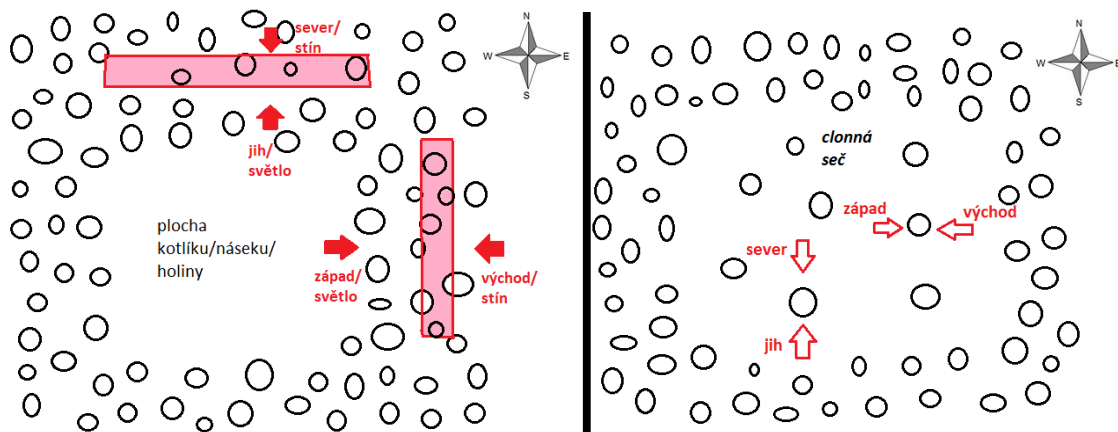 sever/
stín
N
W
E
S
jih/
světlo
plocha
kotlíku/náseku/
holiny
západ/
světlo
východ/
stín
N
W
E
S
clonná
seč
západ
východ
sever
jih